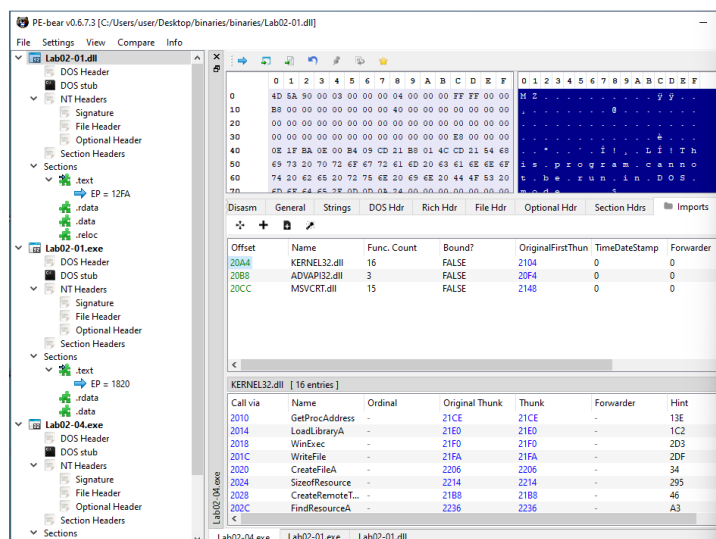 PE-bear v0.6.7.3 [C:/Users/user/Desktop/binaries/binaries/Lab02-01.dll]
File Settings View Compare Info
Lab02-01.dll
DOS Header
DOS stub
NT Headers
Signature
File Header
Optional Header
Section Headers
Sections
.text
EP = 12FA
.rdata
.data
.reloc
Lab02-01.exe
DOS Header
DOS stub
NT Headers
Signature
File Header
Optional Header
Section Headers
Sections
.text
EP = 1820
.rdata
.data
Lab02-04.exe
DOS Header
DOS stub
NT Headers
Signature
File Header
Optional Header
Section Headers
Sections
Lab02-04.exe
0 1 2 3 4 5 6 7 8 9 A B C D E F 0 1 2 3 4 5 6 7 8 9 A B C D E F
0 4D 5A 90 00 03 00 00 00 04 00 00 00 FF FF 00 00 M Z . . . . . . . . . . ÿ ÿ . .
10 B8 00 00 00 00 00 00 00 40 00 00 00 00 00 00 00 ¸ . . . . . . . @ . . . . . . .
20 00 00 00 00 00 00 00 00 00 00 00 00 00 00 00 00 . . . . . . . . . . . . . . . .
30 00 00 00 00 00 00 00 00 00 00 00 00 E8 00 00 00 . . . . . . . . . . . . è . . .
40 0E 1F BA 0E 00 B4 09 CD 21 B8 01 4C CD 21 54 68 . . º . . ´ . Í ! ¸ . L Í ! T h
50 69 73 20 70 72 6F 67 72 61 6D 20 63 61 6E 6E 6F i s . p r o g r a m . c a n n o
60 74 20 62 65 20 72 75 6E 20 69 6E 20 44 4F 53 20 t . b e . r u n . i n . D O S .
70 6D 6F 64 65 2E 0D 0D 0A 24 00 00 00 00 00 00 00 m o d e . . . . $
Disasm General Strings DOS Hdr Rich Hdr File Hdr Optional Hdr Section Hdrs Imports
Offset Name Func. Count Bound? OriginalFirstThun TimeDateStamp Forwarder
20A4 KERNEL32.dll 16 FALSE 2104 0 0
20B8 ADVAPI32.dll 3 FALSE 20F4 0 0
20CC MSVCRT.dll 15 FALSE 2148 0 0
KERNEL32.dll [ 16 entries ]
Call via Name Ordinal Original Thunk Thunk Forwarder Hint
2010 GetProcAddress - 21CE 21CE - 13E
2014 LoadLibraryA - 21E0 21E0 - 1C2
2018 WinExec - 21F0 21F0 - 2D3
201C WriteFile - 21FA 21FA - 2DF
2020 CreateFileA - 2206 2206 - 34
2024 SizeofResource - 2214 2214 - 295
2028 CreateRemoteT... - 21B8 21B8 - 46
202C FindResourceA - 2236 2236 - A3
Lab02-04.exe Lab02-01.exe Lab02-01.dll